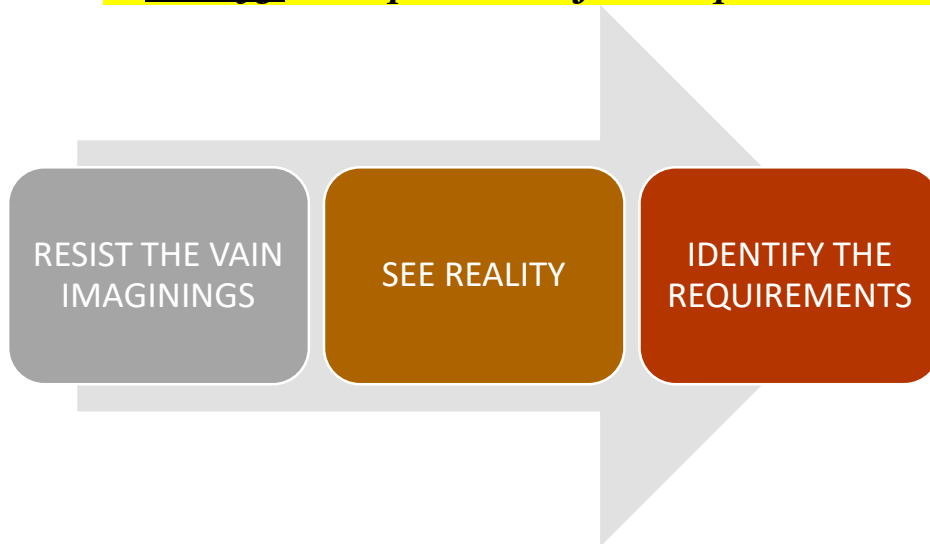 RESIST THE VAIN
IMAGININGS
SEE REALITY
IDENTIFY THE
REQUIREMENTS